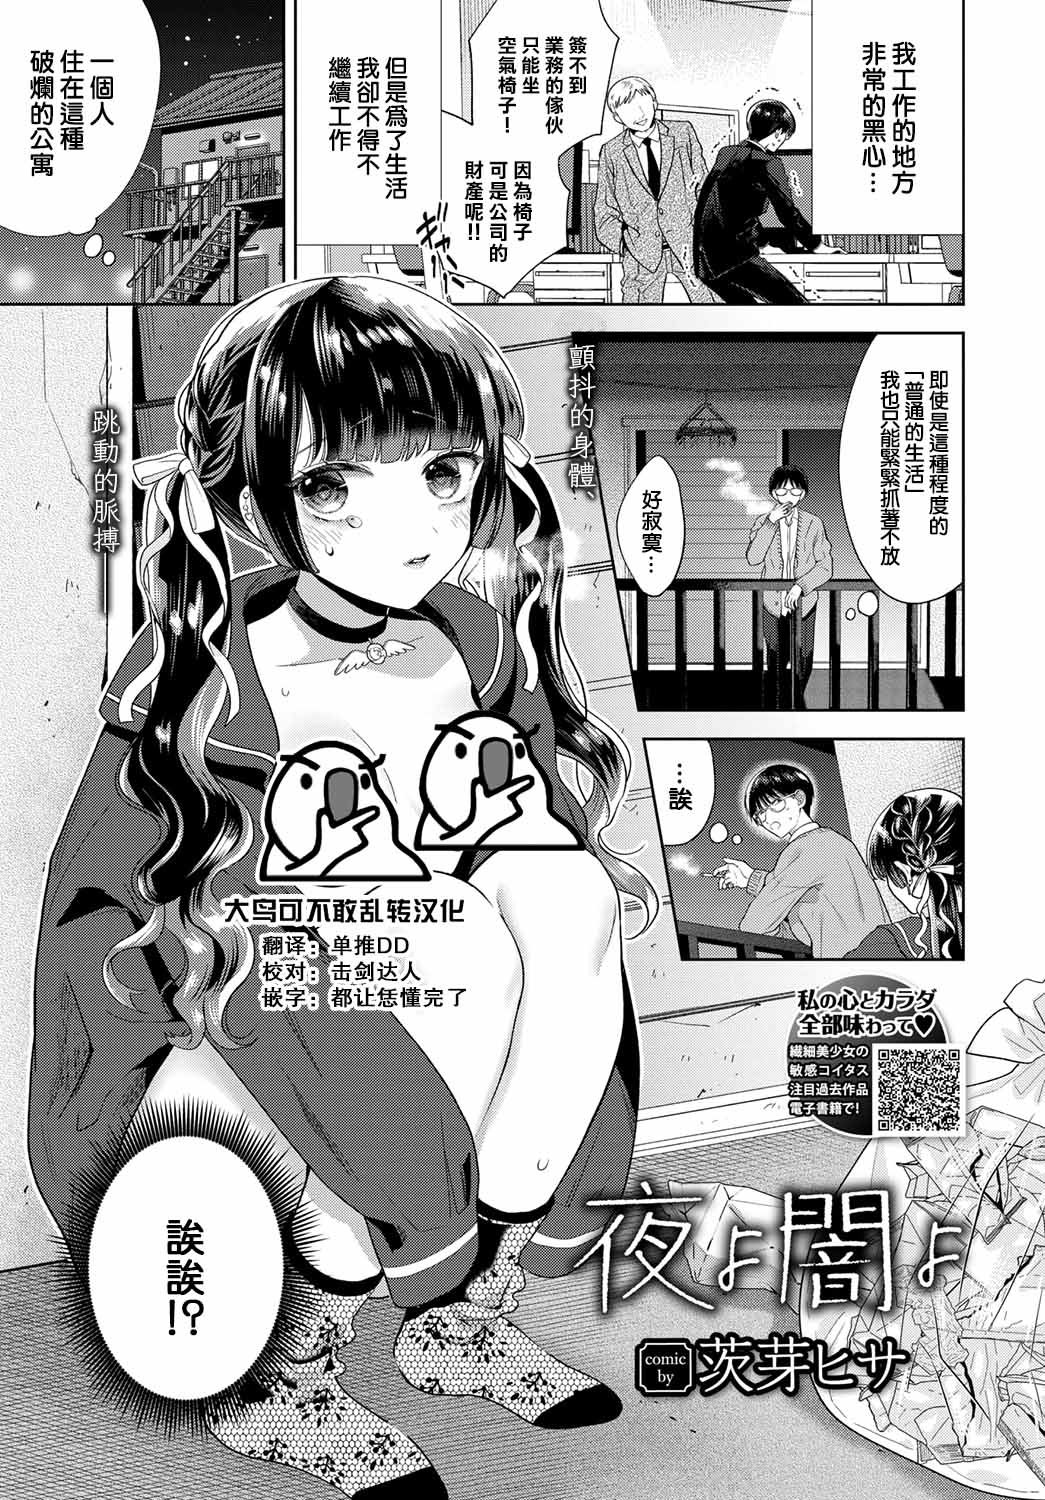 我工作的地方
非常的黑心…
簽不到
業務的傢伙
只能坐
空氣椅子！
因為椅子
可是公司的
財產呢!!
但是為了生活
我卻不得不
繼續工作
一個人
住在這種
破爛的公寓
即使是這種程度的
「普通的生活」
我也只能緊緊抓著不放
好寂寞…
…誒
顫抖的身體、
跳動的脈搏——
大鸟可不敢乱转汉化
翻译：单推DD
校对：击剑达人
嵌字：都让恁懂完了
私の心とカラダ
全部味わって♥
繊細美少女の
敏感コイタス
注目過去作品
電子書籍で!
誒
誒!?
夜よ闇よ
comic
by
茨芽ヒサ